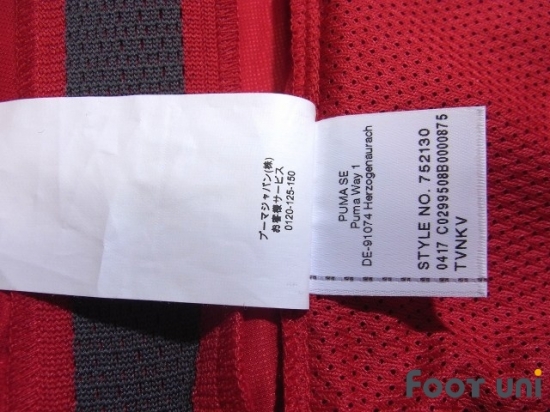 プーマジャパン(株)
お客様サービス
0120-125-150
PUMA SE
Puma Way 1
DE-91074 Herzogenaurach
STYLE NO. 752130
0417 C0299508B0000875
TVNKV
FOOT UNI